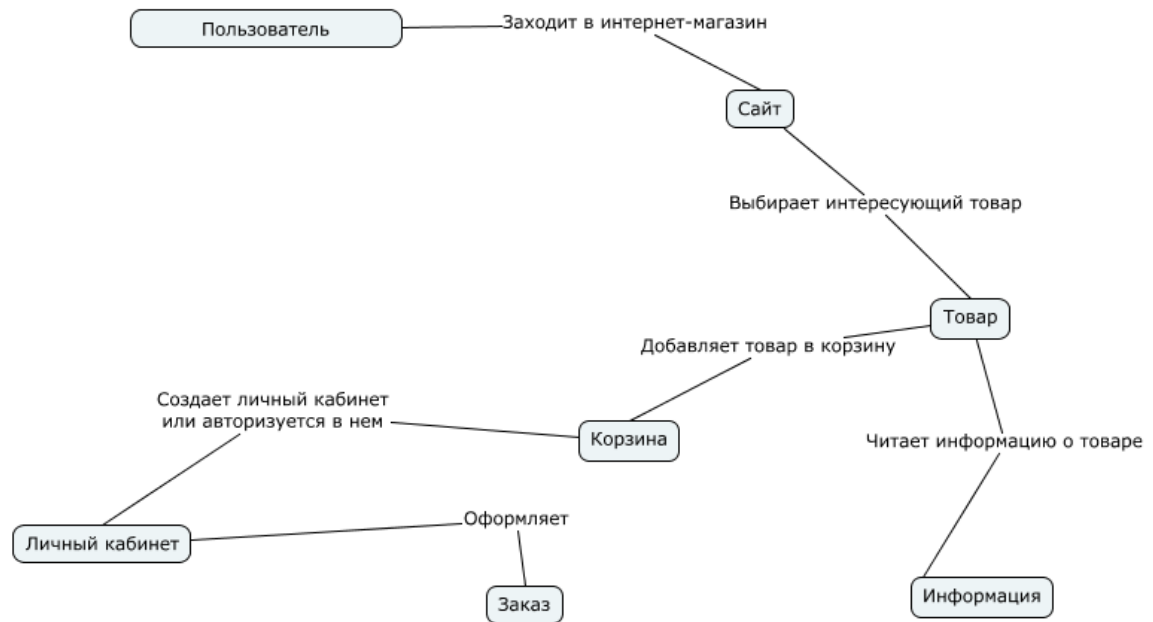 Пользователь
Заходит в интернет-магазин
Сайт
Выбирает интересующий товар
Товар
Добавляет товар в корзину
Создает личный кабинет
или авторизуется в нем
Корзина
Читает информацию о товаре
Оформляет
Личный кабинет
Информация
Заказ